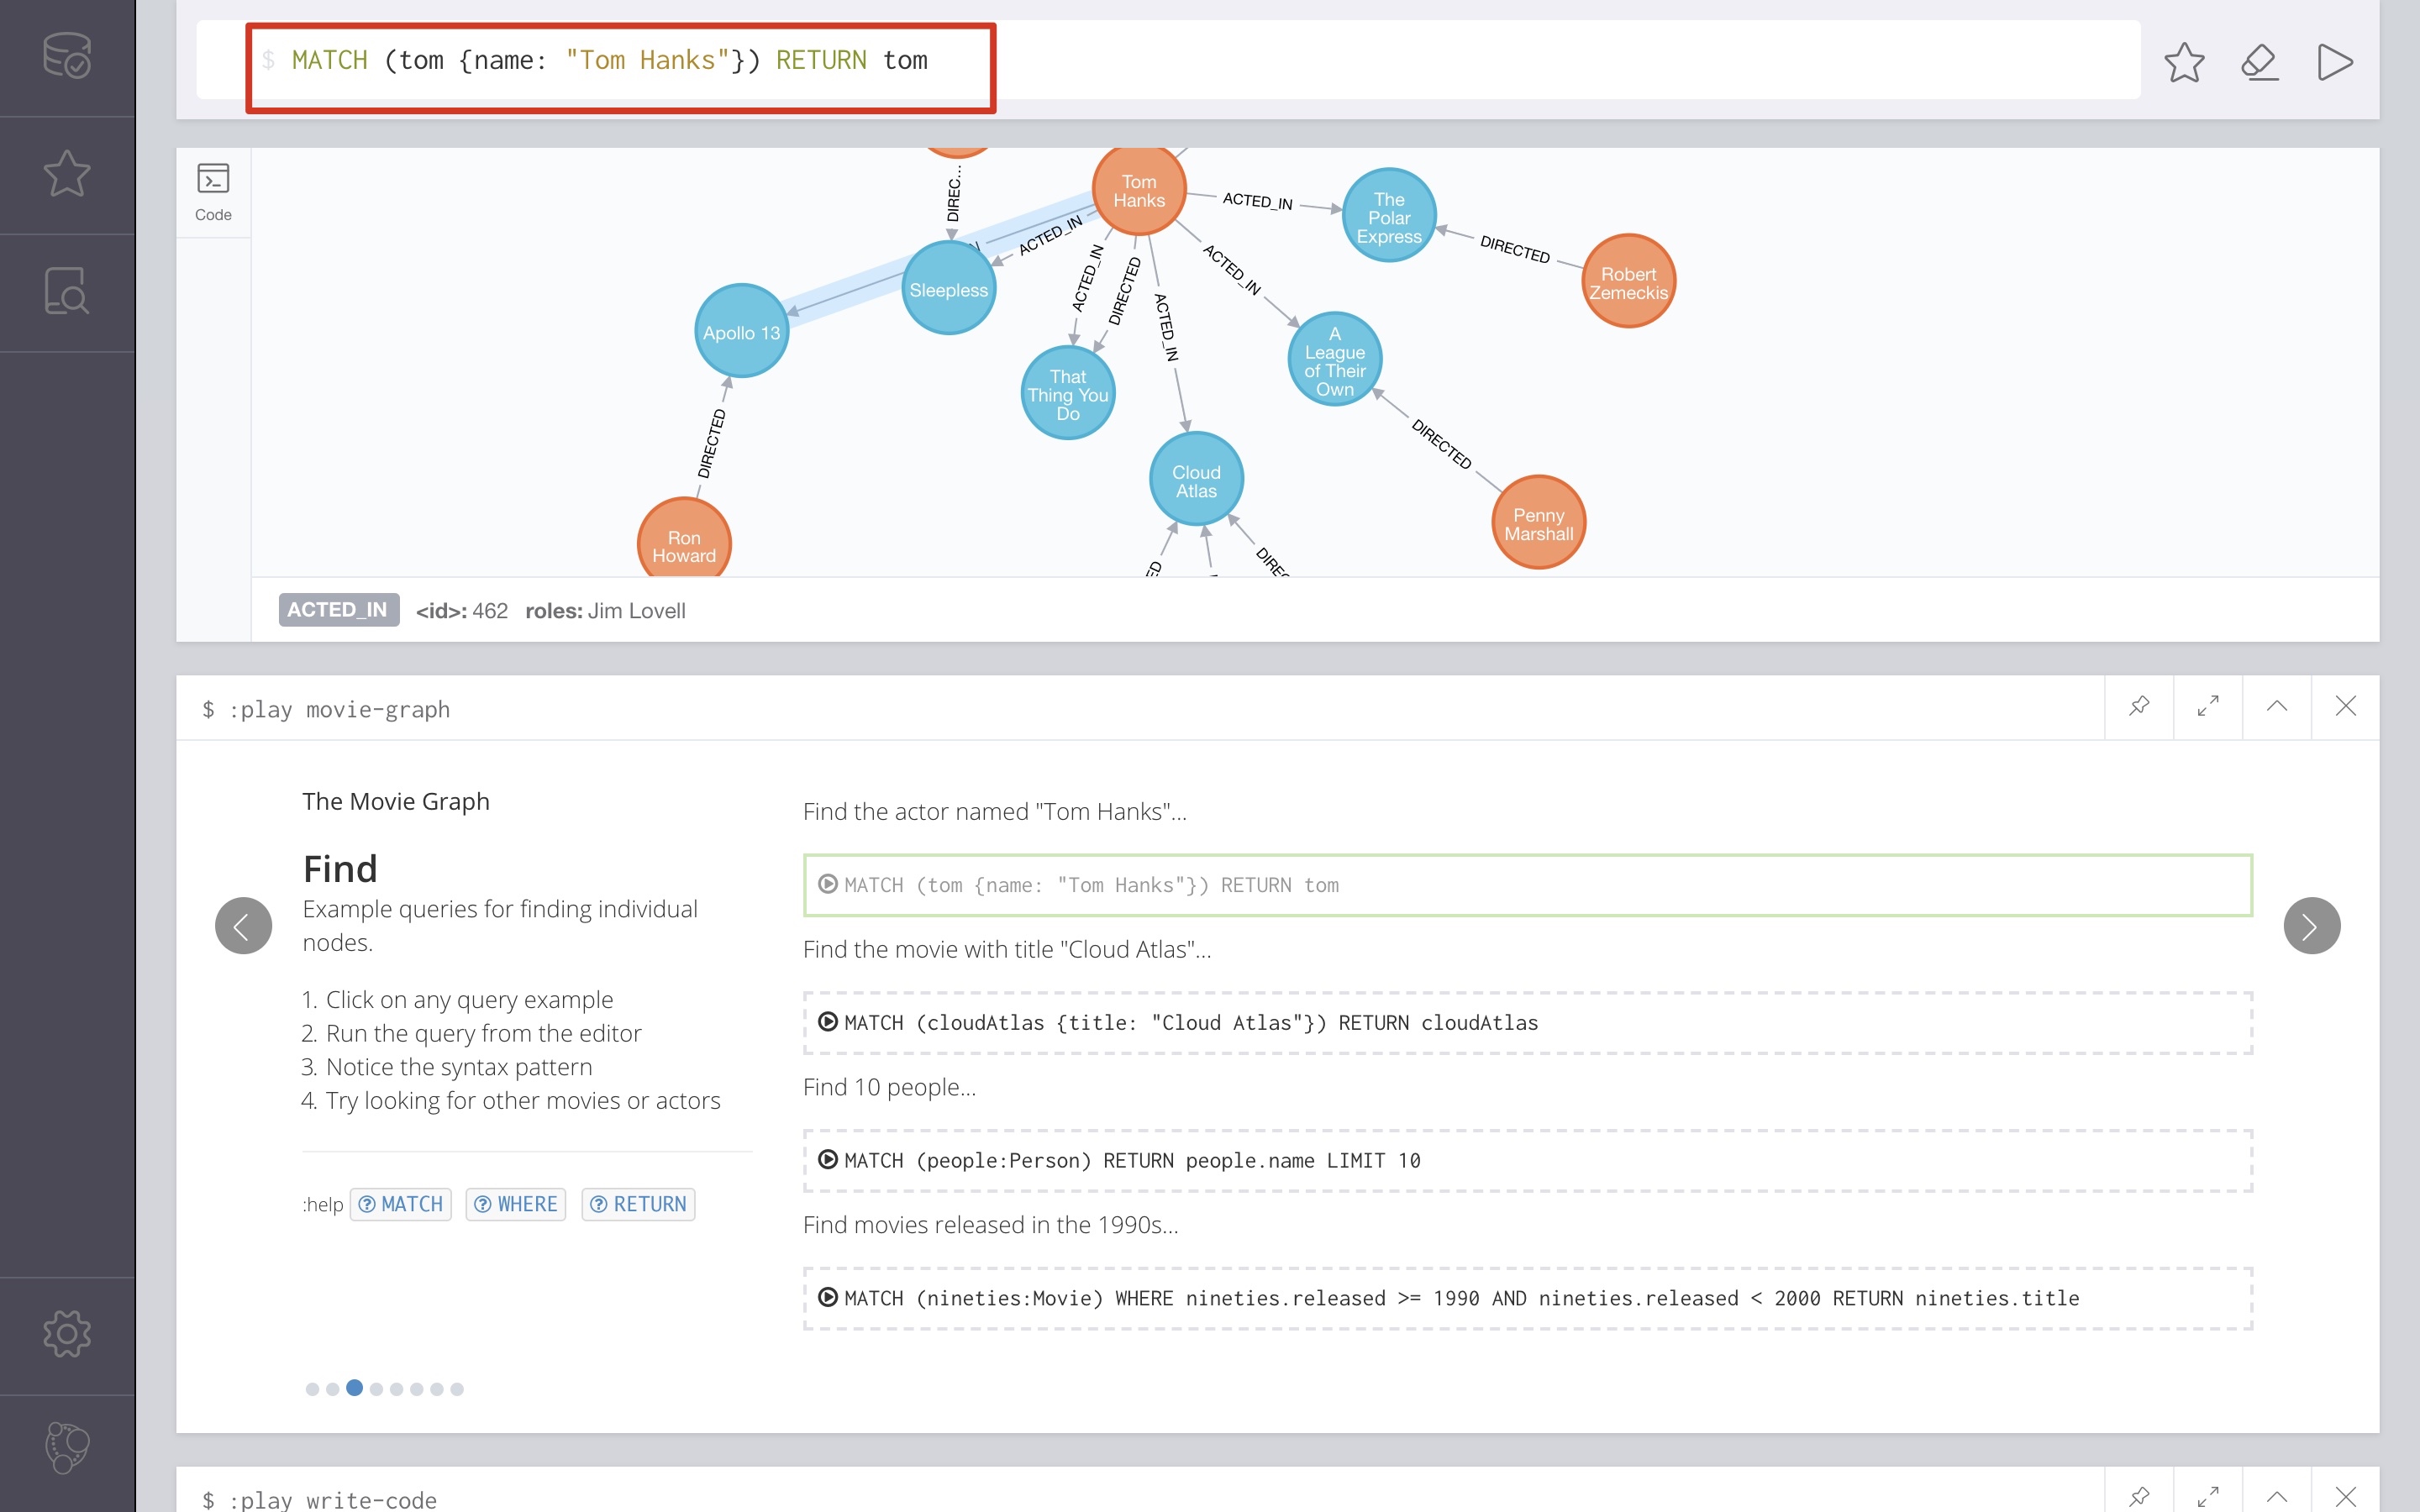 $ MATCH (tom {name: "Tom Hanks"}) RETURN tom
Code
DIREC...
Tom
Hanks
ACTED_IN
The
Polar
Express
DIRECTED
Robert
Zemeckis
ACTED_IN
Sleepless
Apollo 13
ACTED_IN
DIRECTED
ACTED_IN
ACTED_IN
A
League
of Their
Own
That
Thing You
Do
DIRECTED
DIRECTED
Cloud
Atlas
Penny
Marshall
Ron
Howard
ACTED_IN <id>: 462 roles: Jim Lovell
$ :play movie-graph
The Movie Graph
Find
Example queries for finding individual
nodes.
1. Click on any query example
2. Run the query from the editor
3. Notice the syntax pattern
4. Try looking for other movies or actors
:help MATCH WHERE RETURN
Find the actor named "Tom Hanks"...
MATCH (tom {name: "Tom Hanks"}) RETURN tom
Find the movie with title "Cloud Atlas"...
MATCH (cloudAtlas {title: "Cloud Atlas"}) RETURN cloudAtlas
Find 10 people...
MATCH (people:Person) RETURN people.name LIMIT 10
Find movies released in the 1990s...
MATCH (nineties:Movie) WHERE nineties.released >= 1990 AND nineties.released < 2000 RETURN nineties.title
$ :play write-code